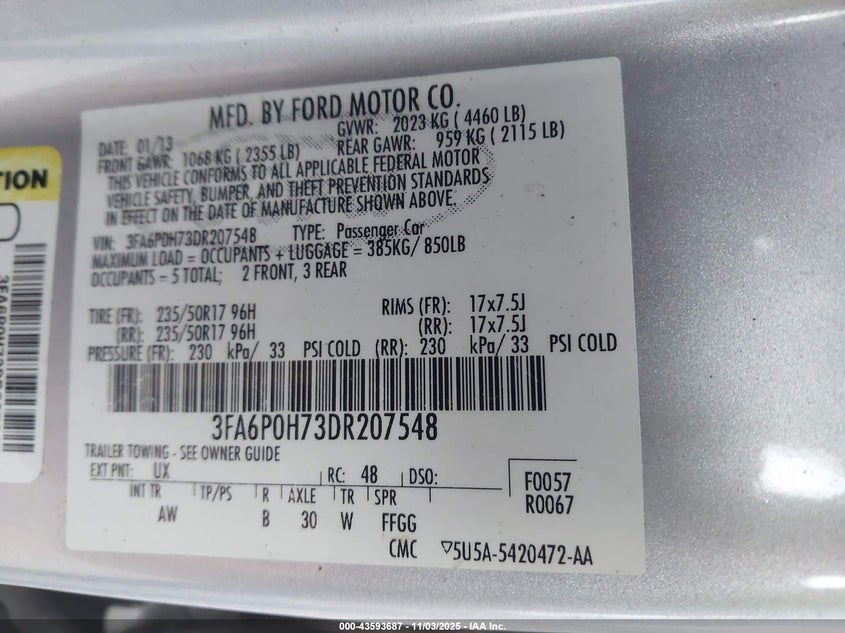 MFD. BY FORD MOTOR CO.
DATE: 01/13 GVWR: 2023 KG ( 4460 LB)
FRONT GAWR: 1068 KG ( 2355 LB) REAR GAWR: 959 KG ( 2115 LB)
THIS VEHICLE CONFORMS TO ALL APPLICABLE FEDERAL MOTOR
VEHICLE SAFETY, BUMPER, AND THEFT PREVENTION STANDARDS
IN EFFECT ON THE DATE OF MANUFACTURE SHOWN ABOVE.
VIN: 3FA6P0H73DR207548 TYPE: Passenger Car
MAXIMUM LOAD = OCCUPANTS + LUGGAGE = 385KG/ 850LB
OCCUPANTS = 5 TOTAL; 2 FRONT, 3 REAR
TIRE (FR): 235/50R17 96H RIMS (FR): 17x7.5J
(RR): 235/50R17 96H (RR): 17x7.5J
PRESSURE (FR): 230 kPa/ 33 PSI COLD (RR): 230 kPa/ 33 PSI COLD
3FA6P0H73DR207548
TRAILER TOWING - SEE OWNER GUIDE
EXT PNT: UX RC: 48 DSO:
INT TR TP/PS R AXLE TR SPR
AW B 30 W FFGG
F0057
R0067
CMC ▽5U5A-5420472-AA
TION
000-43593687 - 11/03/2025 - IAA Inc.